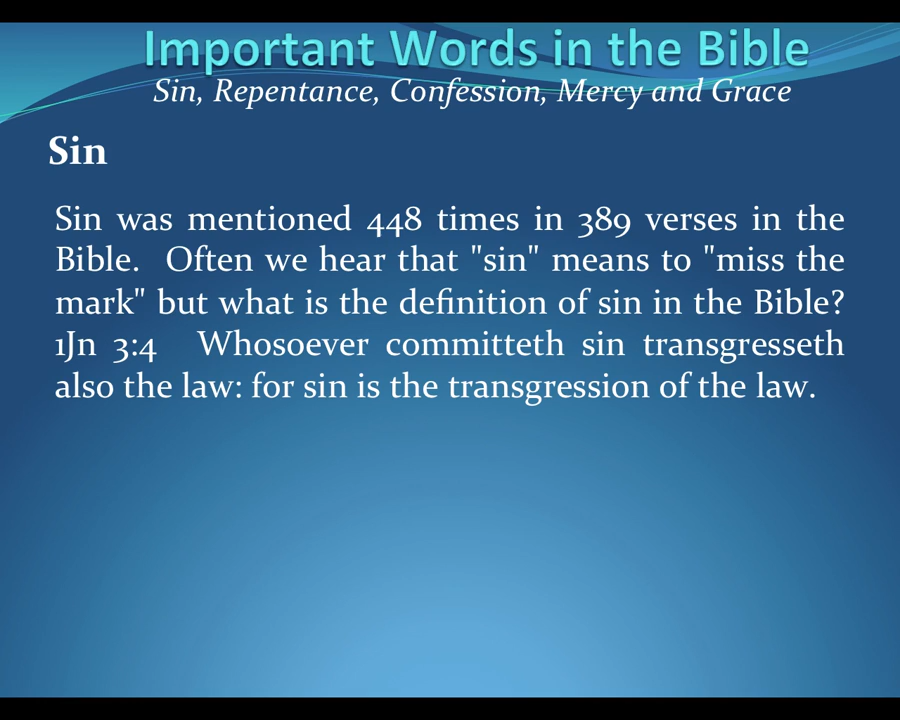 Important Words in the Bible
Sin, Repentance, Confession, Mercy and Grace
Sin
Sin was mentioned 448 times in 389 verses in the
Bible.  Often we hear that "sin" means to "miss the
mark" but what is the definition of sin in the Bible?
1Jn 3:4   Whosoever committeth sin transgresseth
also the law: for sin is the transgression of the law.